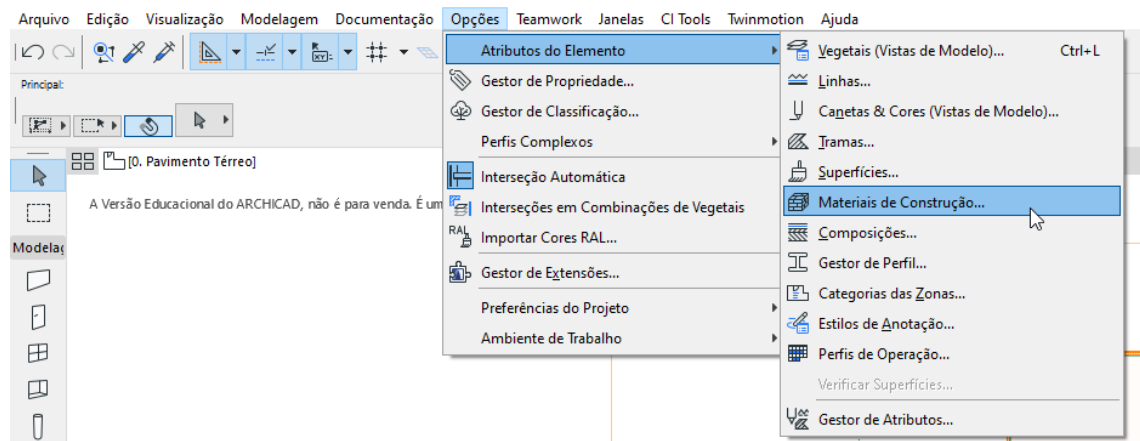 Arquivo Edição Visualização Modelagem Documentação Opções Teamwork Janelas CI Tools Twinmotion Ajuda
Principal:
[0. Pavimento Térreo]
A Versão Educacional do ARCHICAD, não é para venda. É um
Modelaç
Atributos do Elemento
Gestor de Propriedade...
Gestor de Classificação...
Perfis Complexos
Interseção Automática
Interseções em Combinações de Vegetais
RAL Importar Cores RAL...
Gestor de Extensões...
Preferências do Projeto
Ambiente de Trabalho
Vegetais (Vistas de Modelo)... Ctrl+L
Linhas...
Canetas & Cores (Vistas de Modelo)...
Tramas...
Superfícies...
Materiais de Construção...
Composições...
Gestor de Perfil...
Categorias das Zonas...
Estilos de Anotação...
Perfis de Operação...
Verificar Superfícies...
Gestor de Atributos...